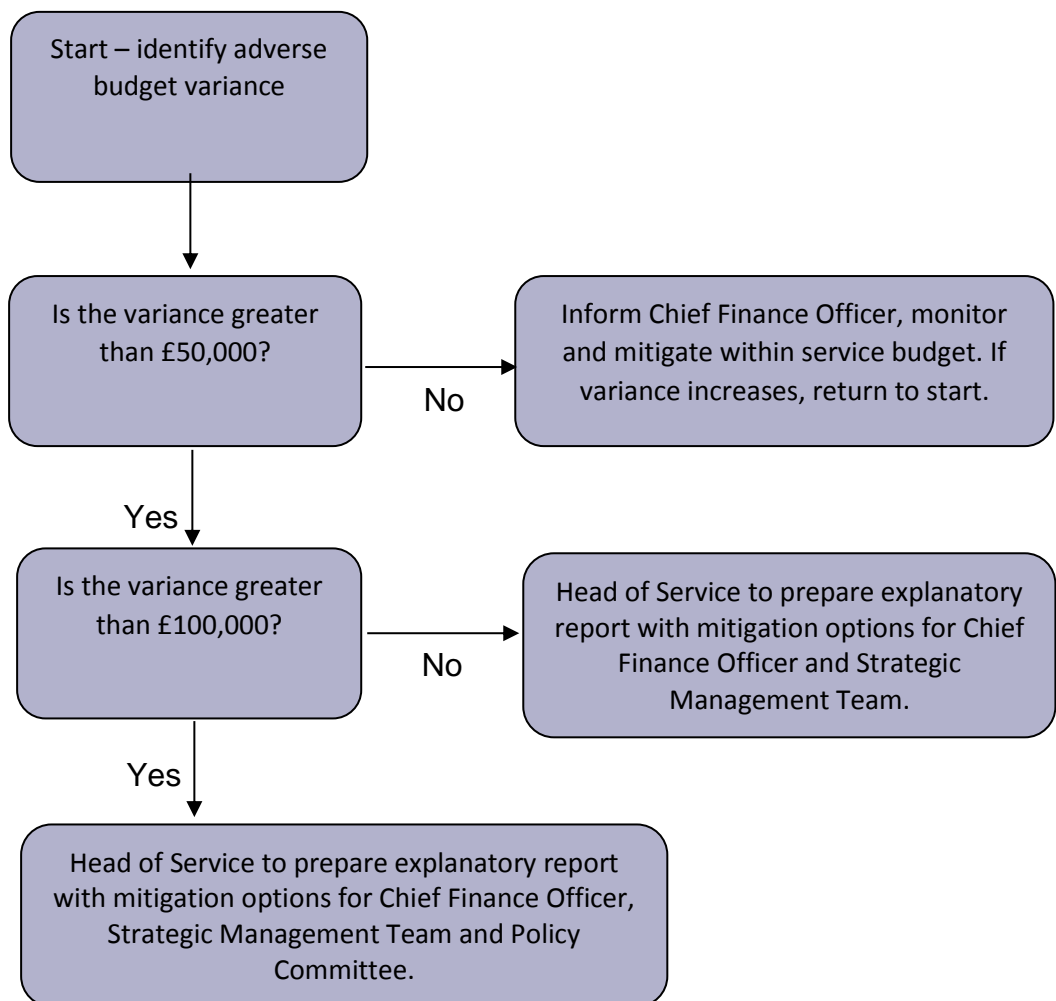 Start – identify adverse
budget variance
Is the variance greater
than £50,000?
No
Inform Chief Finance Officer, monitor
and mitigate within service budget. If
variance increases, return to start.
Yes
Is the variance greater
than £100,000?
No
Head of Service to prepare explanatory
report with mitigation options for Chief
Finance Officer and Strategic
Management Team.
Yes
Head of Service to prepare explanatory report
with mitigation options for Chief Finance Officer,
Strategic Management Team and Policy
Committee.